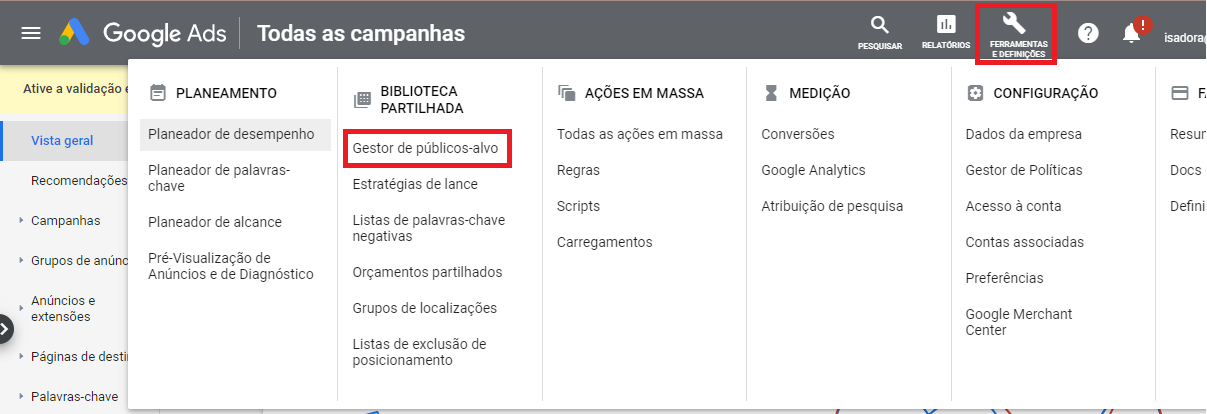 Google Ads
Todas as campanhas
PESQUISAR
RELATÓRIOS
FERRAMENTAS
E DEFINIÇÕES
isadora@
Ative a validação e
Vista geral
Recomendações
Campanhas
Grupos de anúnc
Anúncios e
extensões
Páginas de desti
Palavras-chave
PLANEAMENTO
Planeador de desempenho
Planeador de palavras-
chave
Planeador de alcance
Pré-Visualização de
Anúncios e de Diagnóstico
BIBLIOTECA
PARTILHADA
Gestor de públicos-alvo
Estratégias de lance
Listas de palavras-chave
negativas
Orçamentos partilhados
Grupos de localizações
Listas de exclusão de
posicionamento
AÇÕES EM MASSA
Todas as ações em massa
Regras
Scripts
Carregamentos
MEDIÇÃO
Conversões
Google Analytics
Atribuição de pesquisa
CONFIGURAÇÃO
Dados da empresa
Gestor de Políticas
Acesso à conta
Contas associadas
Preferências
Google Merchant
Center
FA
Resun
Docs
Defini